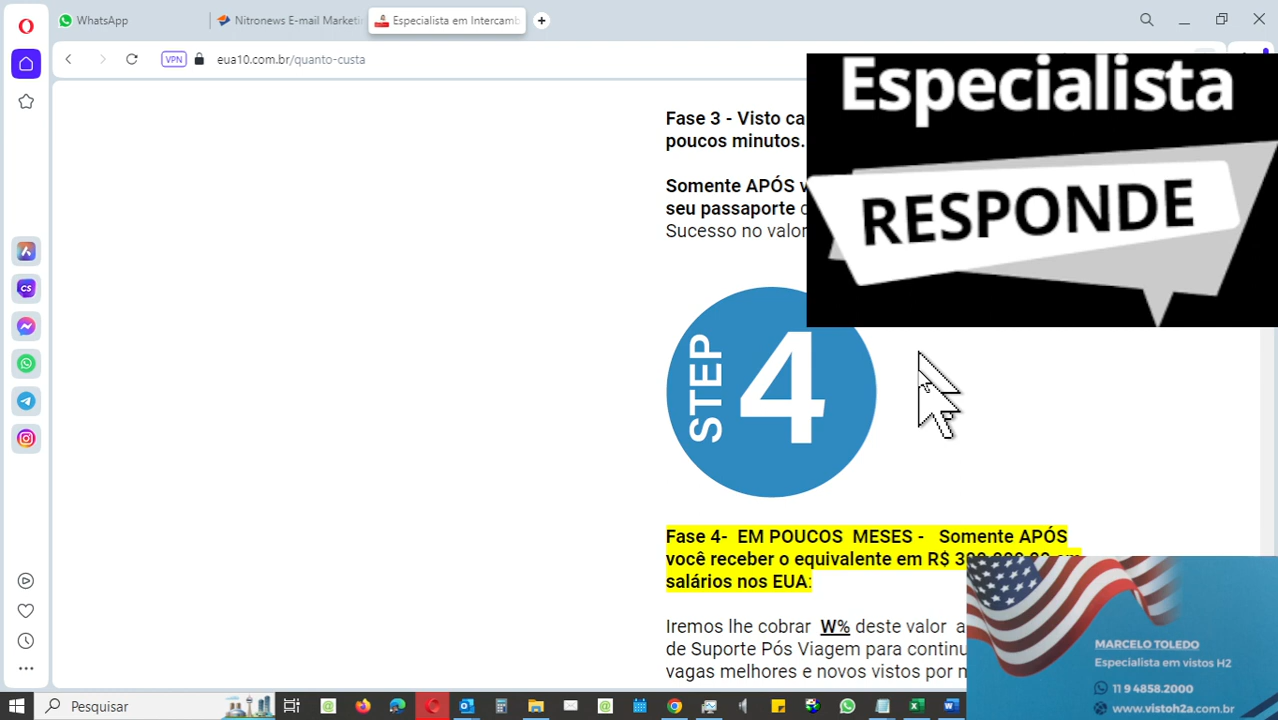 WhatsApp
Nitronews E-mail Marketi
Especialista em Intercamb
VPN
eua10.com.br/quanto-custa
Especialista
RESPONDE
Fase 3 - Visto ca
poucos minutos.
Somente APÓS
seu passaporte
Sucesso no valor
STEP 4
Fase 4- EM POUCOS MESES - Somente APÓS
você receber o equivalente em R$
salários nos EUA:
Iremos lhe cobrar W% deste valor a
de Suporte Pós Viagem para continu
vagas melhores e novos vistos por
CS
MARCELO TOLEDO
Especialista em vistos H2
11 9 4858.2000
www.vistoh2a.com.br
Pesquisar